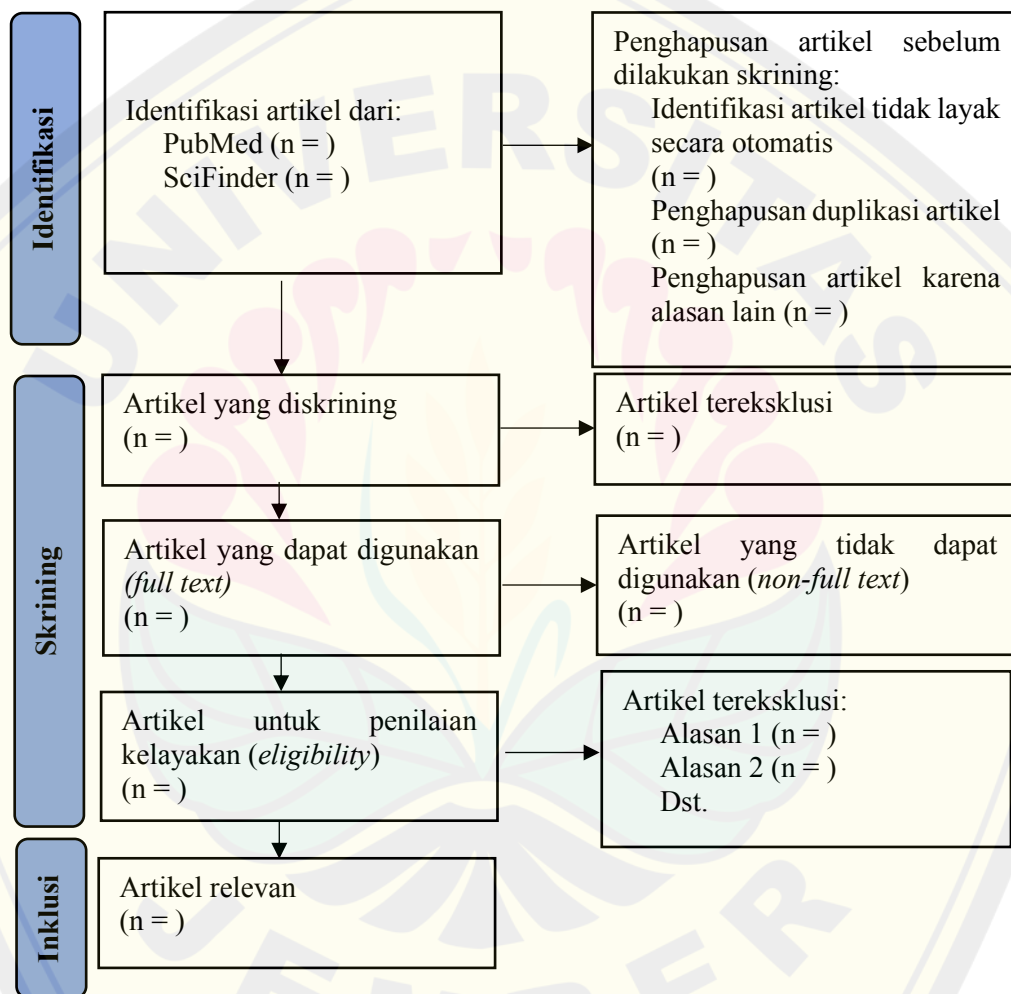 Identifikasi
Identifikasi artikel dari:
PubMed (n = )
SciFinder (n = )
Penghapusan artikel sebelum
dilakukan skrining:
Identifikasi artikel tidak layak
secara otomatis
(n = )
Penghapusan duplikasi artikel
(n = )
Penghapusan artikel karena
alasan lain (n = )
Skrining
Artikel yang diskrining
(n = )
Artikel tereksklusi
(n = )
Artikel yang dapat digunakan
(full text)
(n = )
Artikel yang tidak dapat
digunakan (non-full text)
(n = )
Artikel untuk penilaian
kelayakan (eligibility)
(n = )
Artikel tereksklusi:
Alasan 1 (n = )
Alasan 2 (n = )
Dst.
Inklusi
Artikel relevan
(n = )
UNIVERSITAS
JEMBER